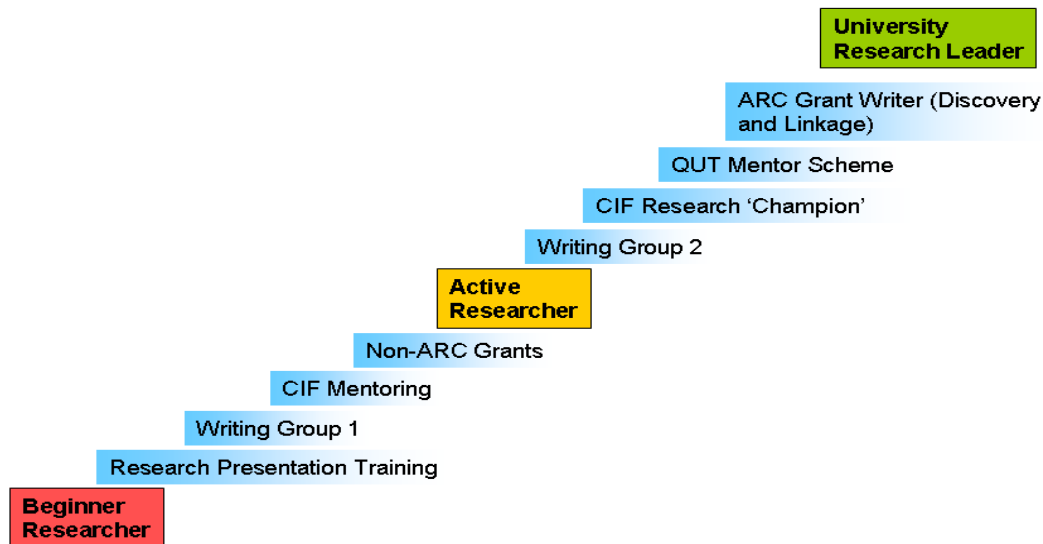 University
Research Leader
ARC Grant Writer (Discovery
and Linkage)
QUT Mentor Scheme
CIF Research ‘Champion’
Writing Group 2
Active
Researcher
Non-ARC Grants
CIF Mentoring
Writing Group 1
Research Presentation Training
Beginner
Researcher